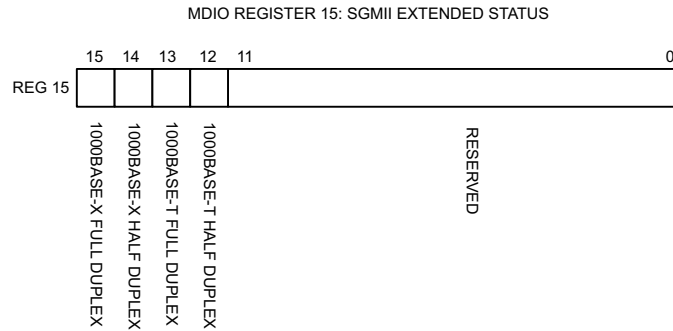 MDIO REGISTER 15: SGMII EXTENDED STATUS
15 14 13 12 11 0
REG 15
1000BASE-X FULL DUPLEX
1000BASE-X HALF DUPLEX
1000BASE-T FULL DUPLEX
1000BASE-T HALF DUPLEX
RESERVED